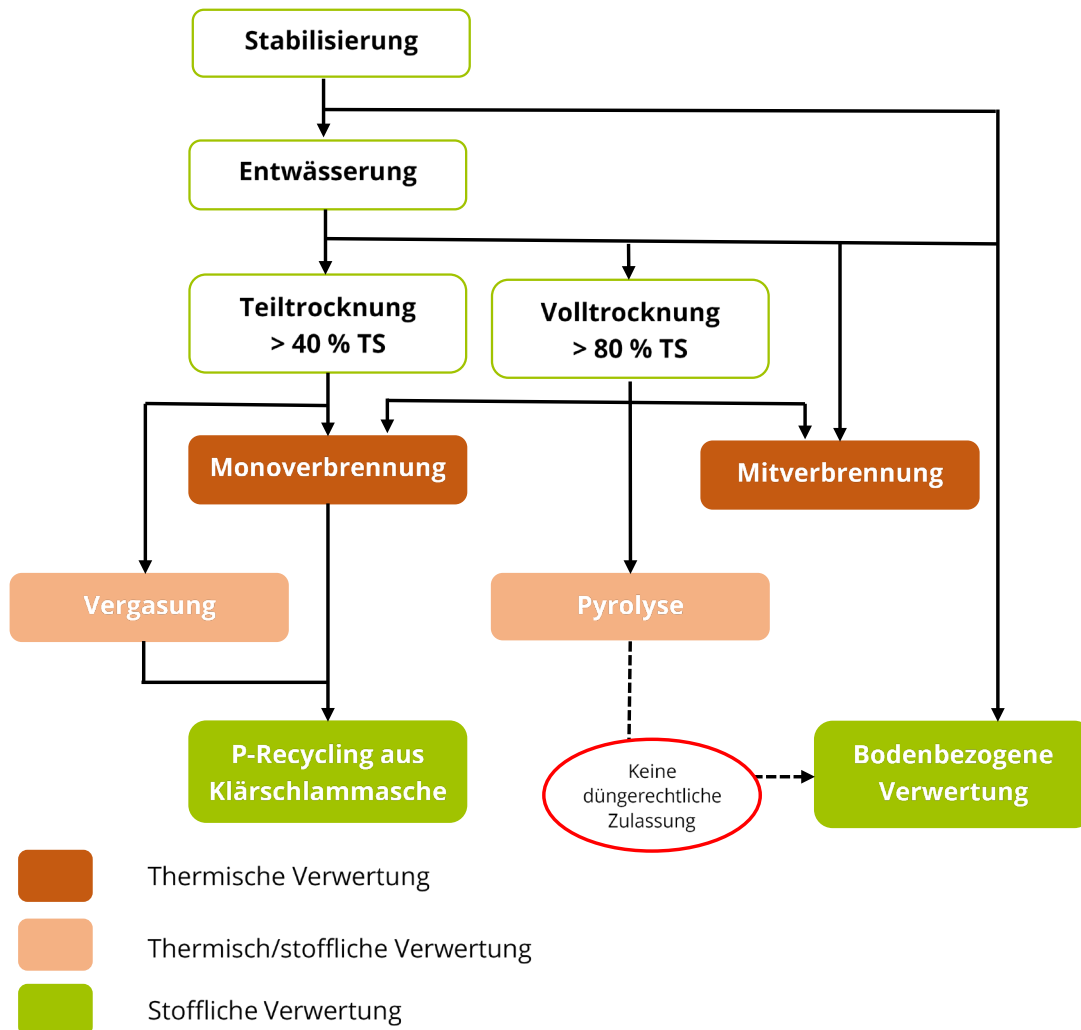 Stabilisierung
Entwässerung
Teiltrocknung
> 40 % TS
Volltrocknung
> 80 % TS
Monoverbrennung
Mitverbrennung
Vergasung
Pyrolyse
P-Recycling aus
Klärschlammasche
Keine
düngerechtliche
Zulassung
Bodenbezogene
Verwertung
Thermische Verwertung
Thermisch/stoffliche Verwertung
Stoffliche Verwertung